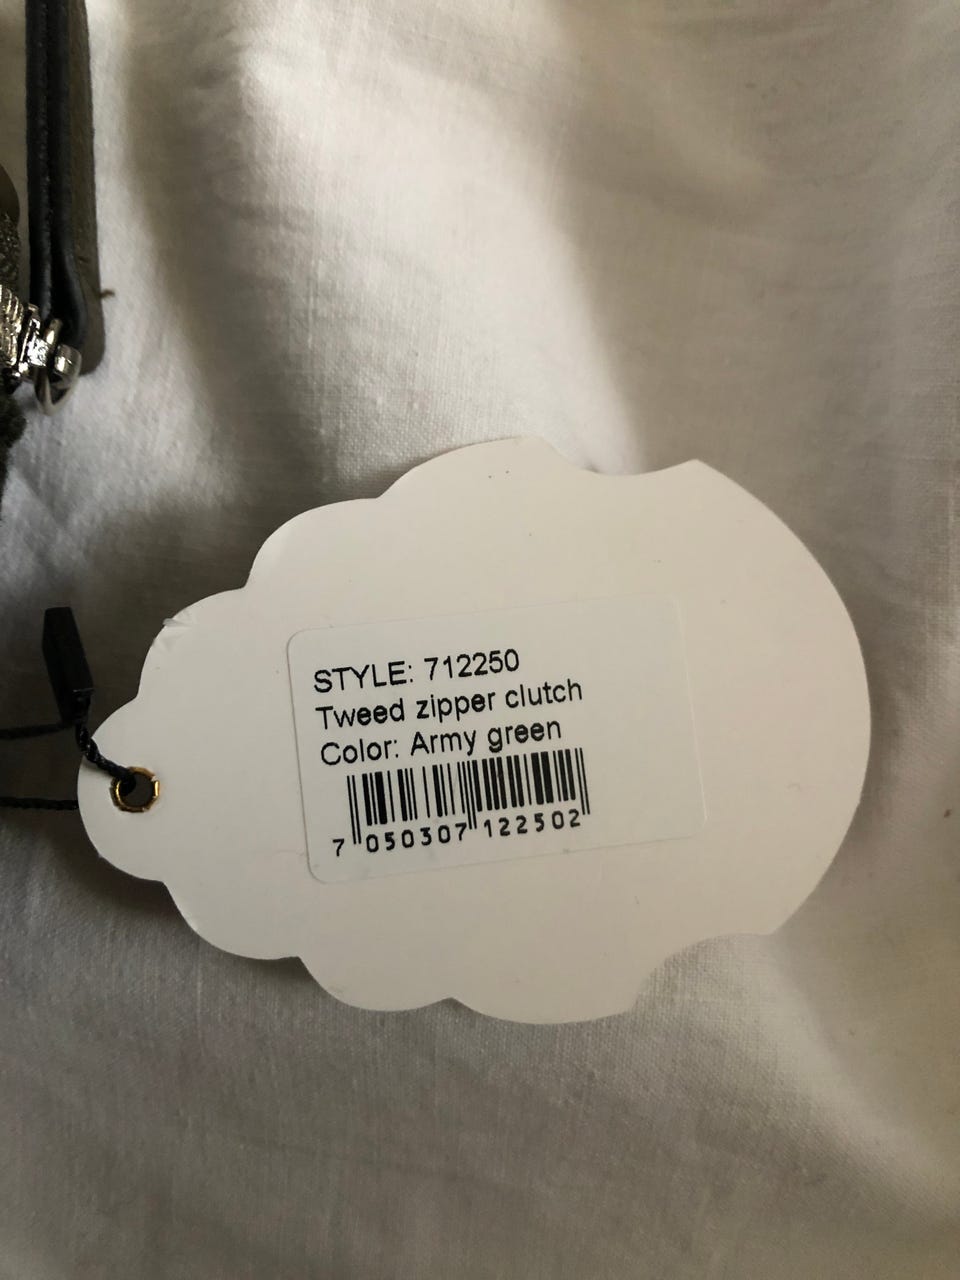 STYLE: 712250
Tweed zipper clutch
Color: Army green
7 050307 122502